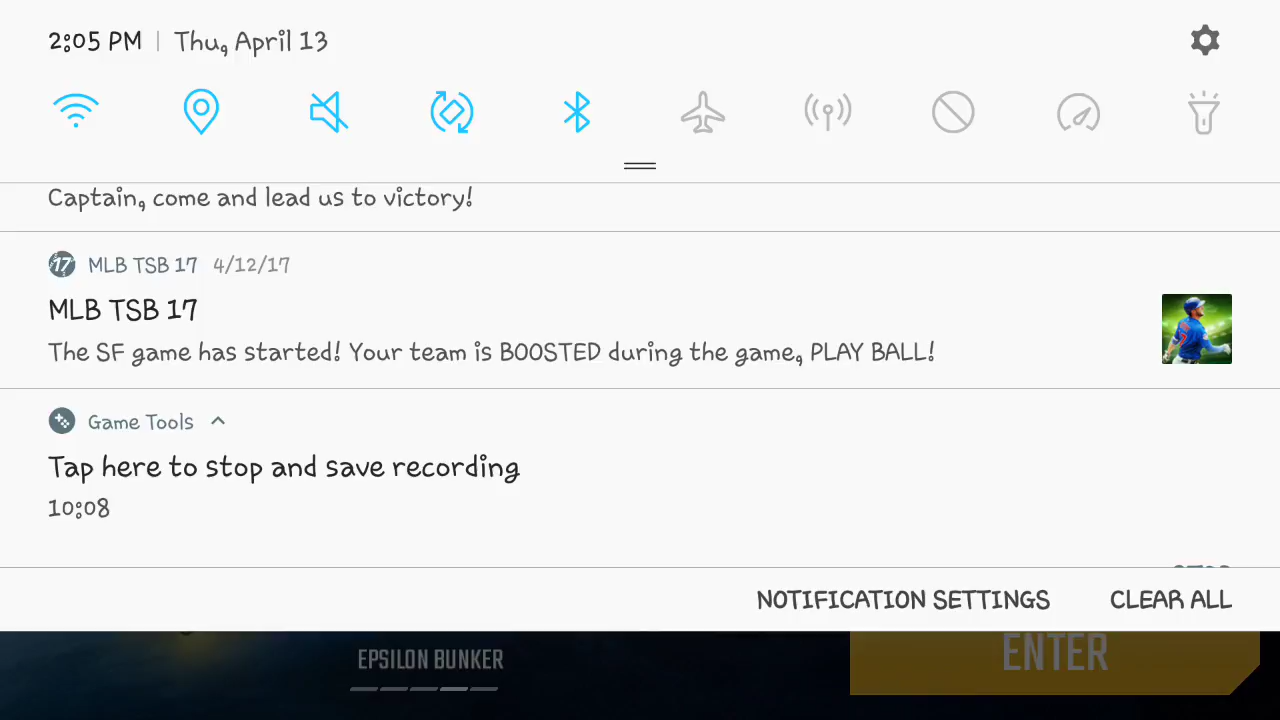 2:05 PM | Thu, April 13
Captain, come and lead us to victory!
17 MLB TSB 17 4/12/17
MLB TSB 17
The SF game has started! Your team is BOOSTED during the game, PLAY BALL!
Game Tools
Tap here to stop and save recording
10:08
NOTIFICATION SETTINGS CLEAR ALL
EPSILON BUNKER
ENTER